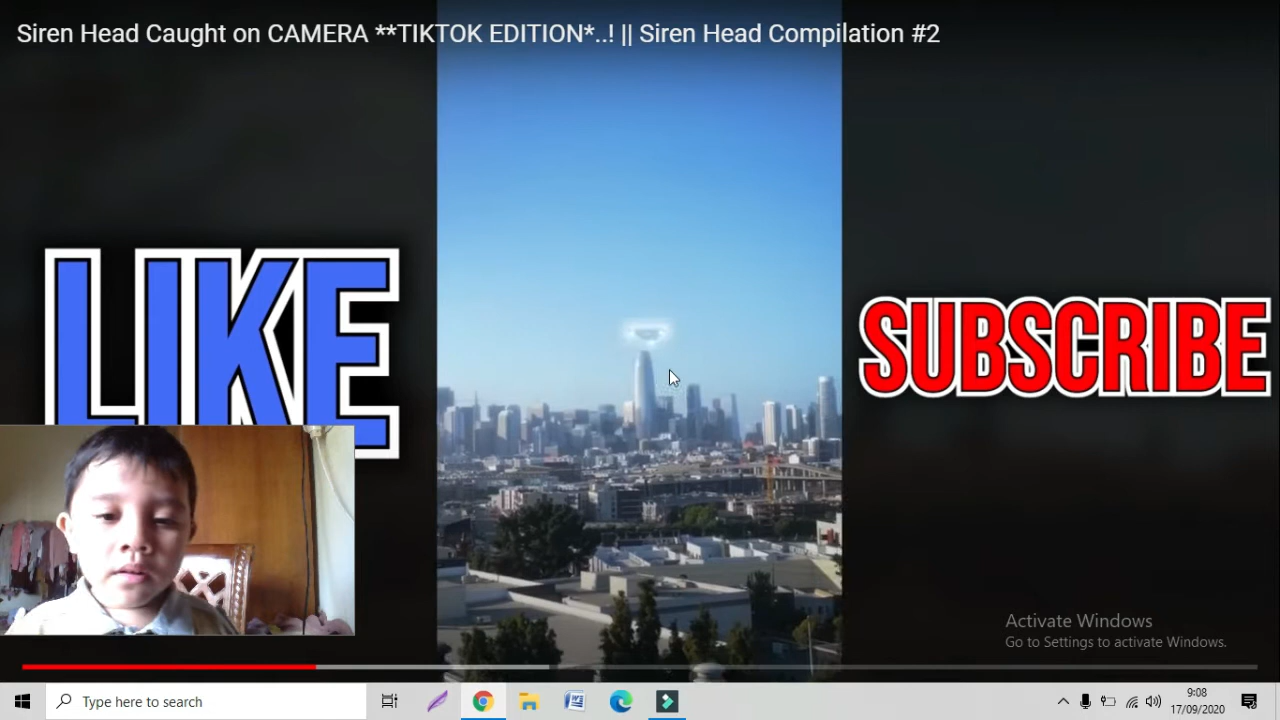 Siren Head Caught on CAMERA **TIKTOK EDITION*..! || Siren Head Compilation #2
LIKE
SUBSCRIBE
Activate Windows
Go to Settings to activate Windows.
Type here to search
9:08
17/09/2020